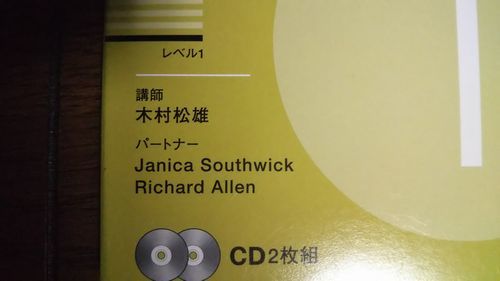 レベル1
講師
木村松雄
パートナー
Janica Southwick
Richard Allen
CD2枚組